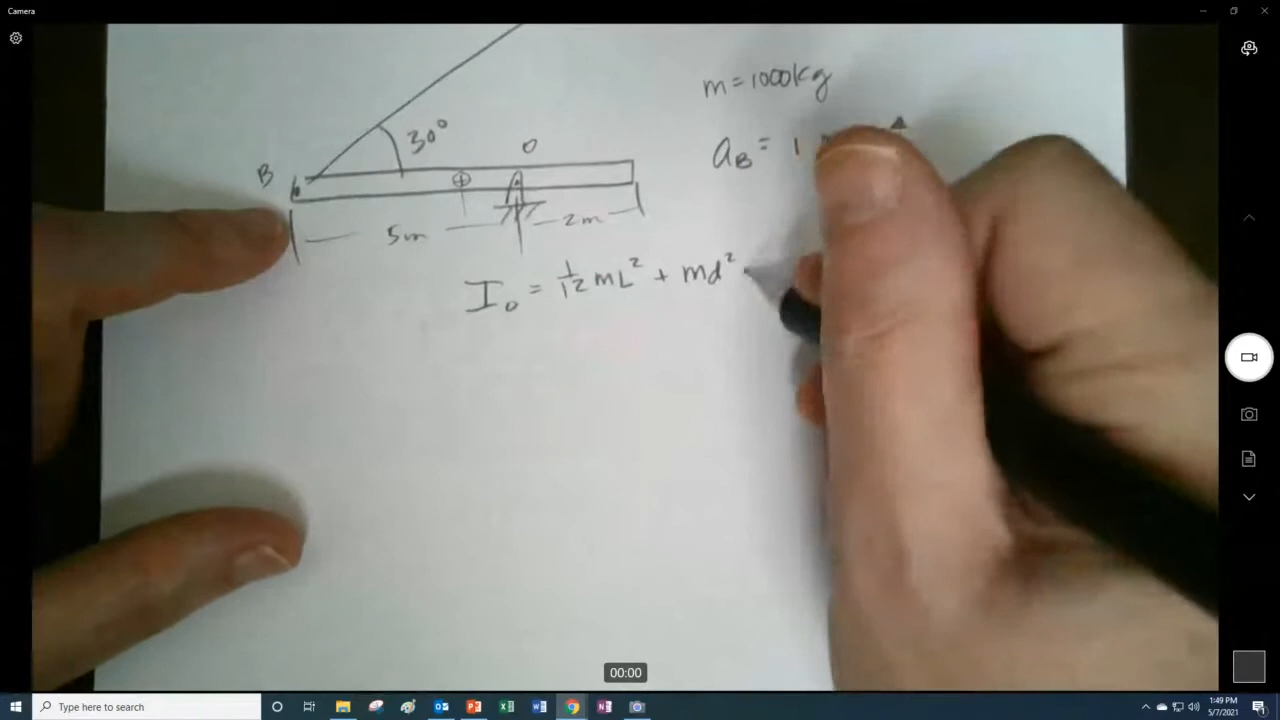 Camera
m = 1000kg
30°
O
a_B = 1
B
5m
2m
I_o = 1/12 mL² + md²
00:00
Type here to search
1:49 PM
5/7/2021